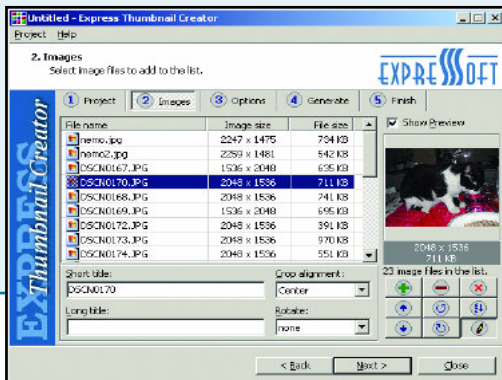 Untitled - Express Thumbnail Creator
Project Help
2. Images
Select image files to add to the list.
EXPRESSOFT
1 Project 2 Images 3 Options 4 Generate 5 Finish
File name Image size File size
nemo.jpg 2247 x 1475 734 KB
nemo2.jpg 2259 x 1481 542 KB
DSCN0167.JPG 1536 x 2048 635 KB
DSCN0170.JPG 2048 x 1536 711 KB
DSCN0168.JPG 2048 x 1536 741 KB
DSCN0169.JPG 1536 x 2048 695 KB
DSCN0172.JPG 2048 x 1536 391 KB
DSCN0173.JPG 2048 x 1536 970 KB
DSCN0174.JPG 2048 x 1536 551 KB
Show Preview
2048 x 1536
711 KB
23 image files in the list.
Short title: Crop alignment:
DSCN0170 Center
Long title: Rotate:
none
< Back Next > Close
EXPRESS
Thumbnail Creator